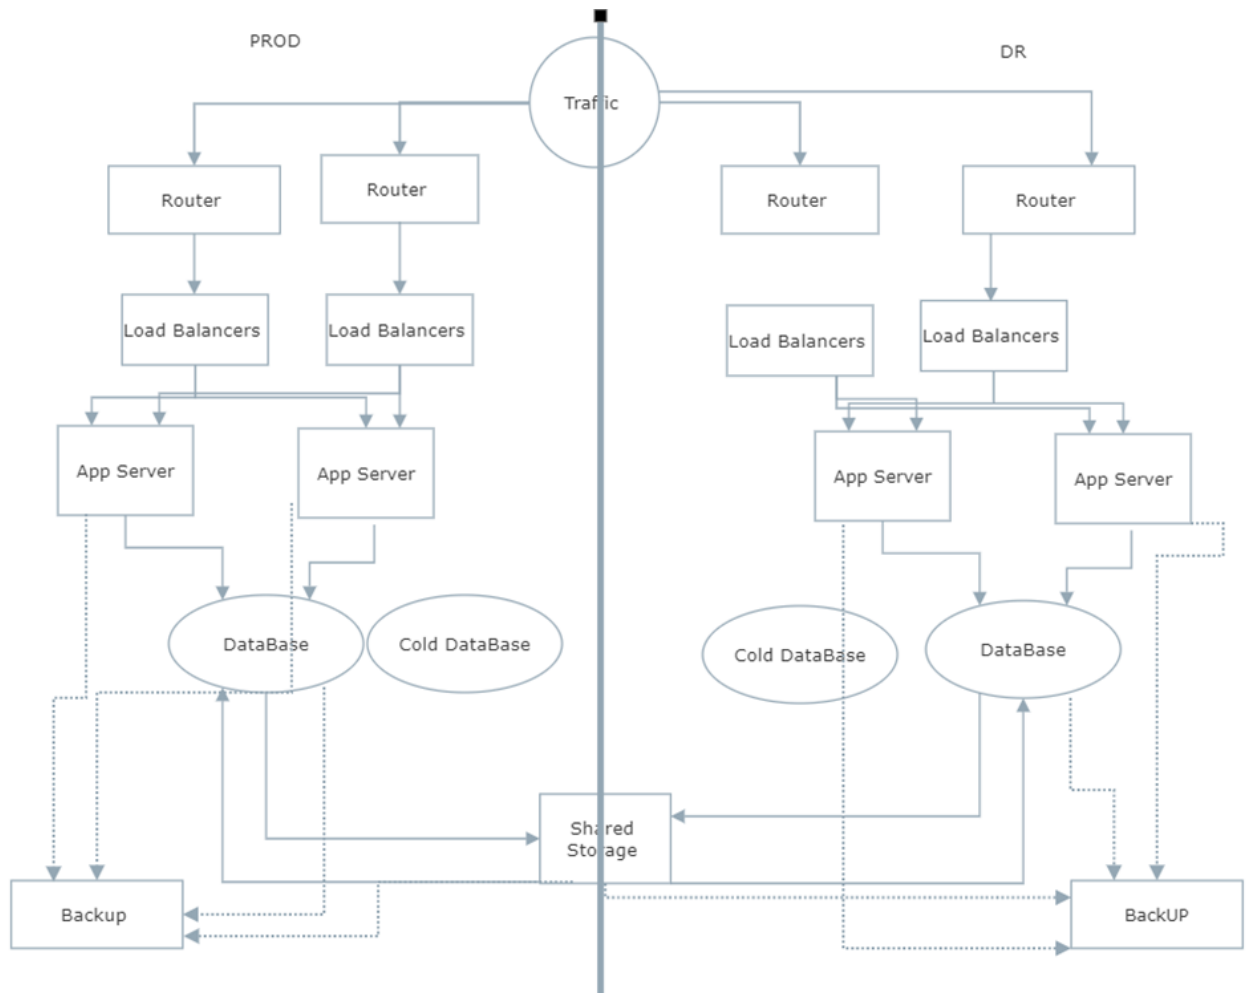 PROD
DR
Traffic
Router
Router
Router
Router
Load Balancers
Load Balancers
Load Balancers
Load Balancers
App Server
App Server
App Server
App Server
DataBase
Cold DataBase
Cold DataBase
DataBase
Shared
Storage
Backup
BackUP